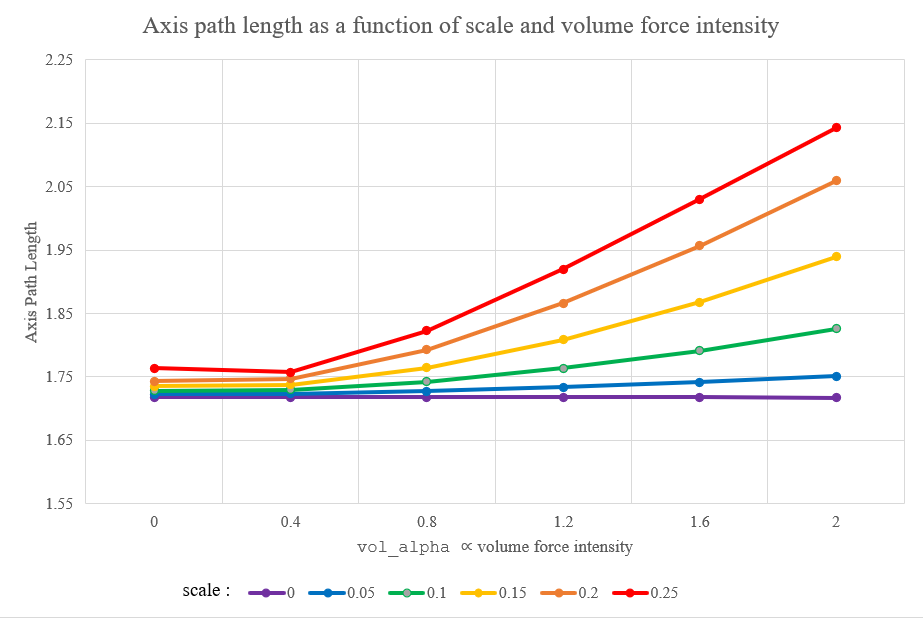 Axis path length as a function of scale and volume force intensity
2.25
2.15
2.05
1.95
1.85
1.75
1.65
1.55
Axis Path Length
0 0.4 0.8 1.2 1.6 2
vol_alpha ∝ volume force intensity
scale : 0 0.05 0.1 0.15 0.2 0.25